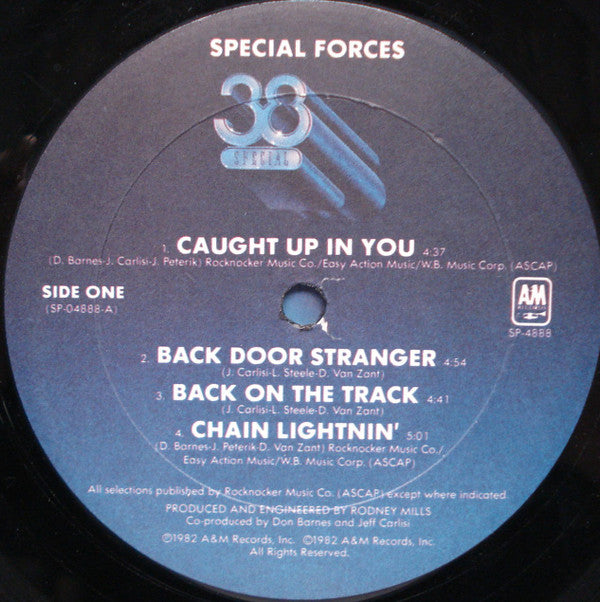 SPECIAL FORCES
38
SPECIAL
1. CAUGHT UP IN YOU 4:37
(D. Barnes-J. Carlisi-J. Peterik) Rocknocker Music Co./Easy Action Music/W.B. Music Corp. (ASCAP)
SIDE ONE
(SP-04888-A)
A&M
RECORDS
SP-4888
2. BACK DOOR STRANGER 4:54
(J. Carlisi-L. Steele-D. Van Zant)
3. BACK ON THE TRACK 4:41
(J. Carlisi-L. Steele-D. Van Zant)
4. CHAIN LIGHTNIN' 5:01
(D. Barnes-J. Peterik-D. Van Zant) Rocknocker Music Co./
Easy Action Music/W.B. Music Corp. (ASCAP)
All selections published by Rocknocker Music Co. (ASCAP) except where indicated.
PRODUCED AND ENGINEERED BY RODNEY MILLS
Co-produced by Don Barnes and Jeff Carlisi
℗1982 A&M Records, Inc. ©1982 A&M Records, Inc.
All Rights Reserved.